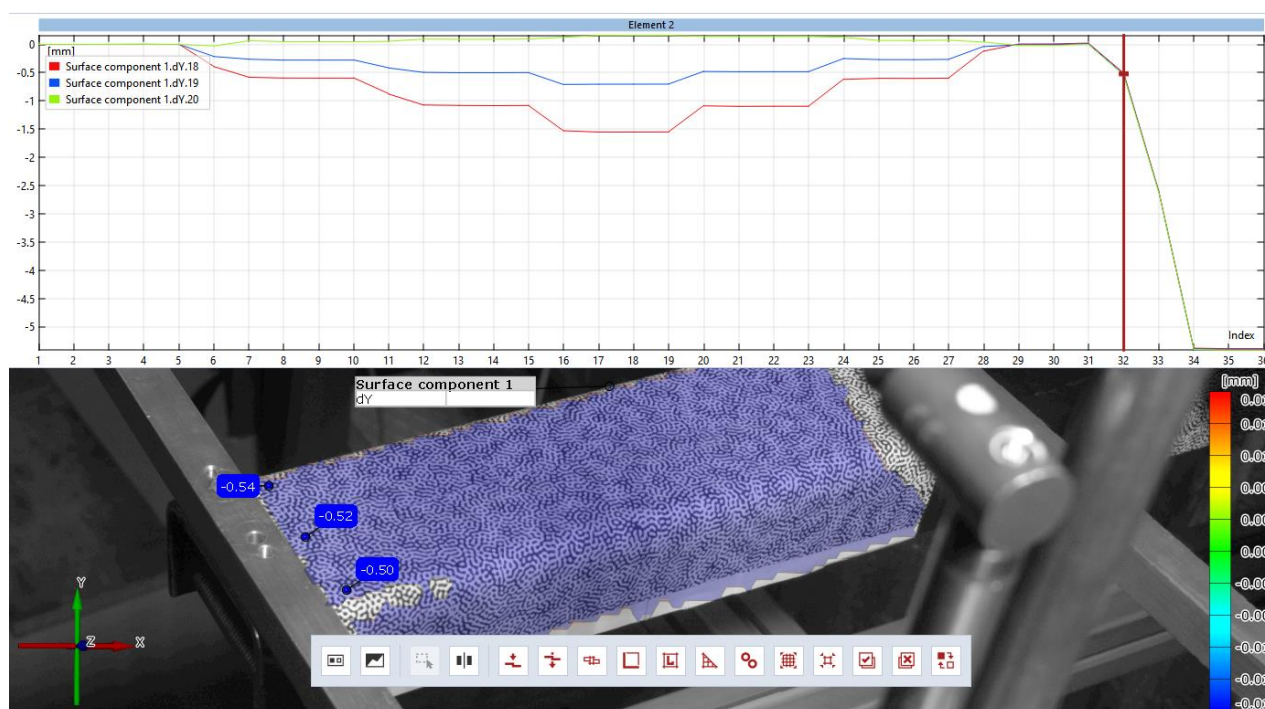 Element 2
[mm]
Surface component 1.dY.18
Surface component 1.dY.19
Surface component 1.dY.20
0
-0.5
-1
-1.5
-2
-2.5
-3
-3.5
-4
-4.5
-5
Index
1 2 3 4 5 6 7 8 9 10 11 12 13 14 15 16 17 18 19 20 21 22 23 24 25 26 27 28 29 30 31 32 33 34 35 36
Surface component 1
dY
[mm]
-0.54
-0.52
-0.50
Y
Z
X